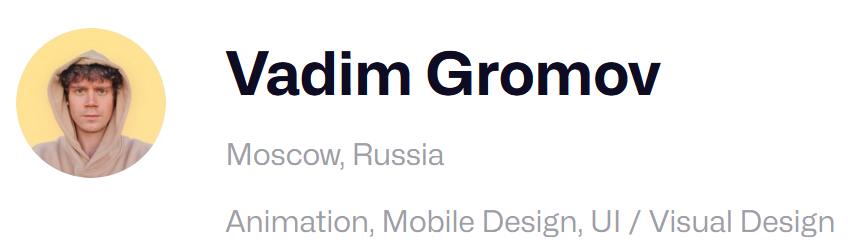 Vadim Gromov
Moscow, Russia
Animation, Mobile Design, UI / Visual Design